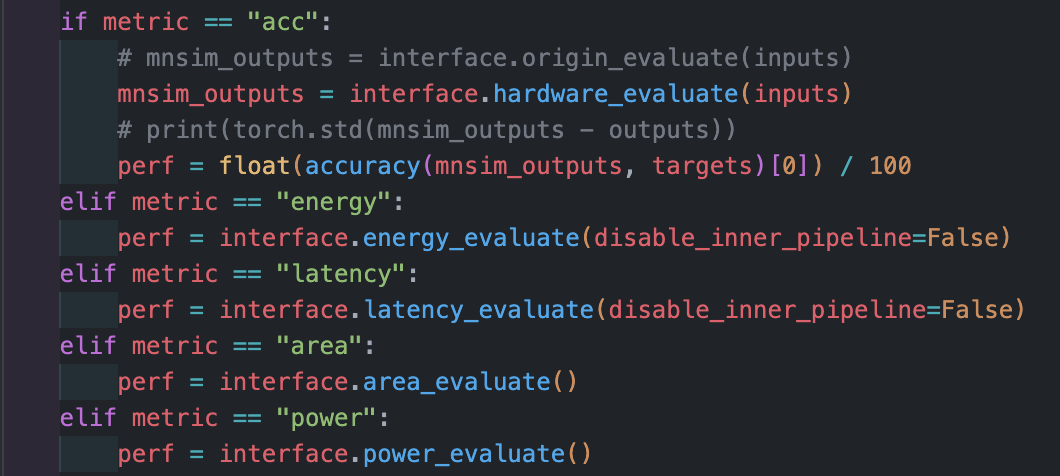 if metric == "acc":
    # mnsim_outputs = interface.origin_evaluate(inputs)
    mnsim_outputs = interface.hardware_evaluate(inputs)
    # print(torch.std(mnsim_outputs - outputs))
    perf = float(accuracy(mnsim_outputs, targets)[0]) / 100
elif metric == "energy":
    perf = interface.energy_evaluate(disable_inner_pipeline=False)
elif metric == "latency":
    perf = interface.latency_evaluate(disable_inner_pipeline=False)
elif metric == "area":
    perf = interface.area_evaluate()
elif metric == "power":
    perf = interface.power_evaluate()